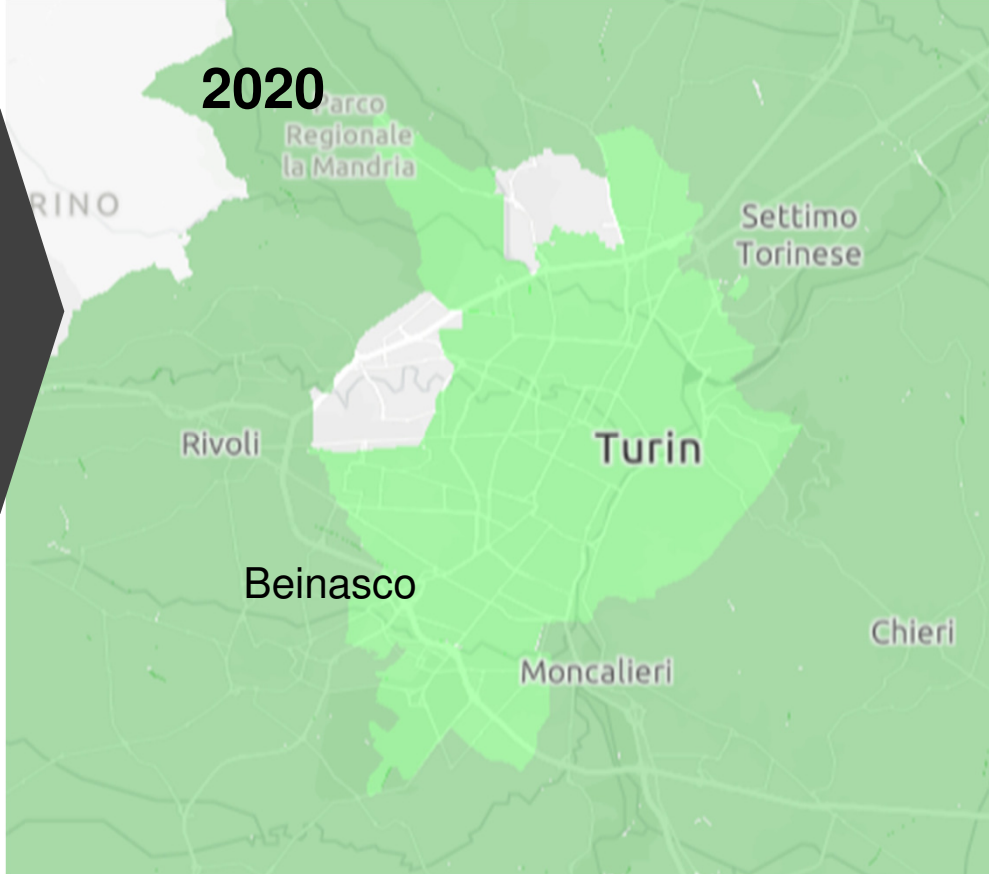 2020
Parco
Regionale
la Mandria
RINO
Settimo
Torinese
Rivoli
Turin
Beinasco
Chieri
Moncalieri